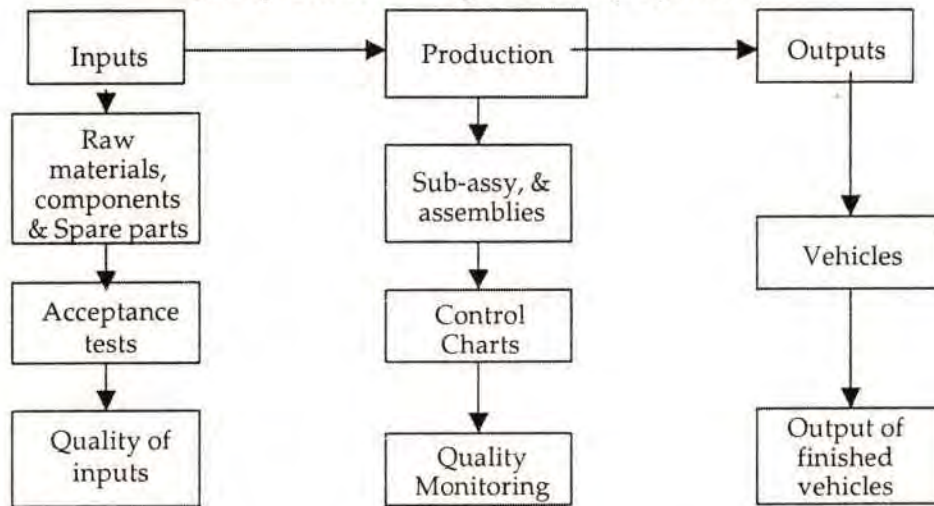 Inputs
Production
Outputs
Raw
materials,
components
& Spare parts
Sub-assy, &
assemblies
Vehicles
Acceptance
tests
Control
Charts
Quality of
inputs
Quality
Monitoring
Output of
finished
vehicles